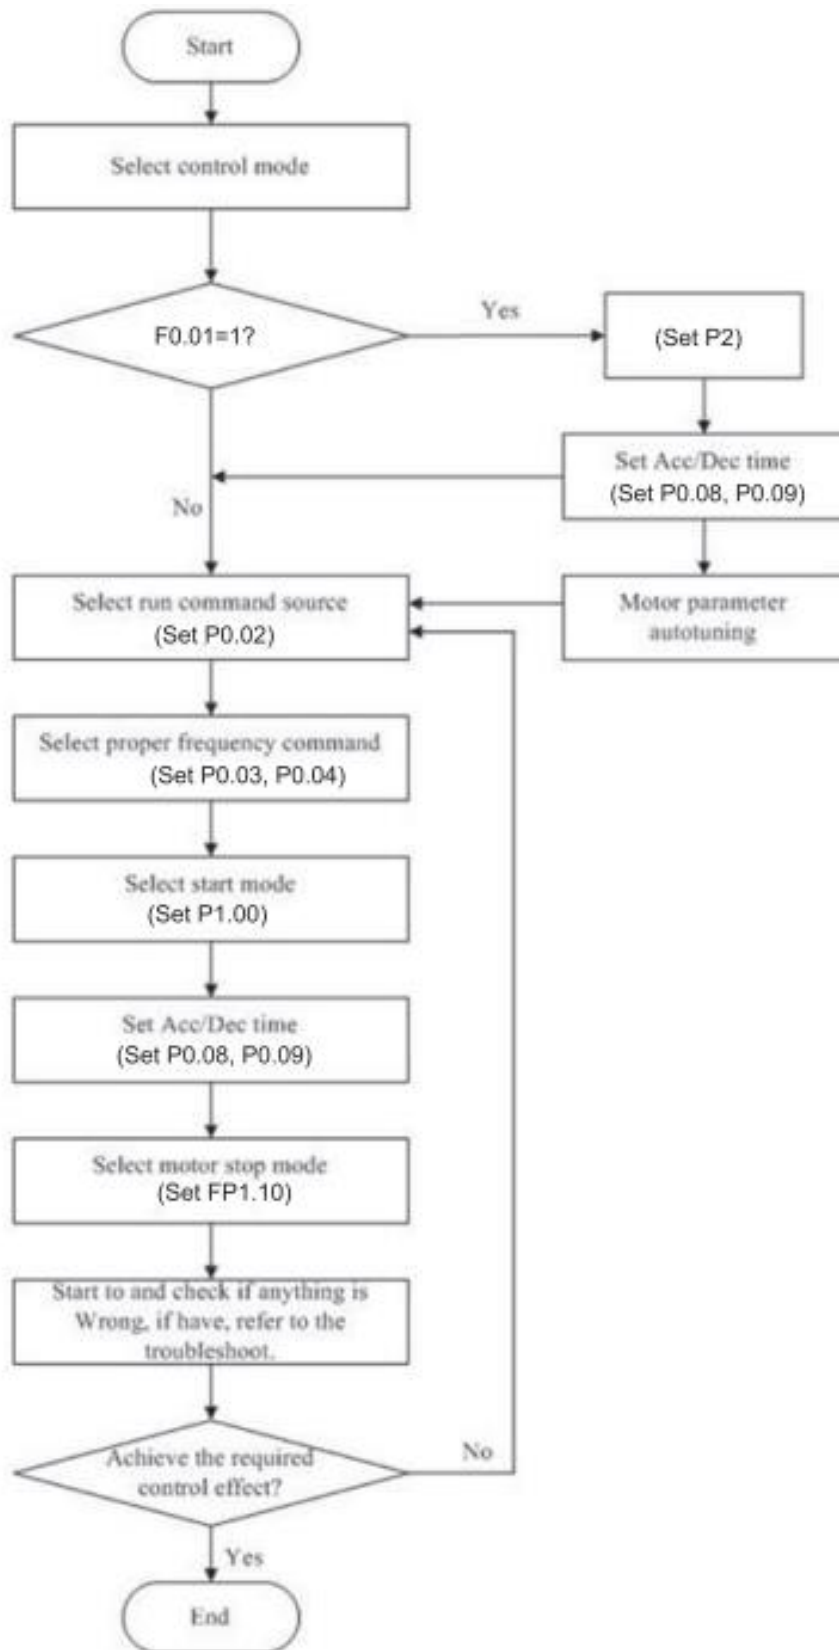 Start
Select control mode
F0.01=1?
Yes
(Set P2)
Set Acc/Dec time
(Set P0.08, P0.09)
No
Select run command source
(Set P0.02)
Motor parameter
autotuning
Select proper frequency command
(Set P0.03, P0.04)
Select start mode
(Set P1.00)
Set Acc/Dec time
(Set P0.08, P0.09)
Select motor stop mode
(Set FP1.10)
Start to and check if anything is
Wrong, if have, refer to the
troubleshoot.
Achieve the required
control effect?
No
Yes
End